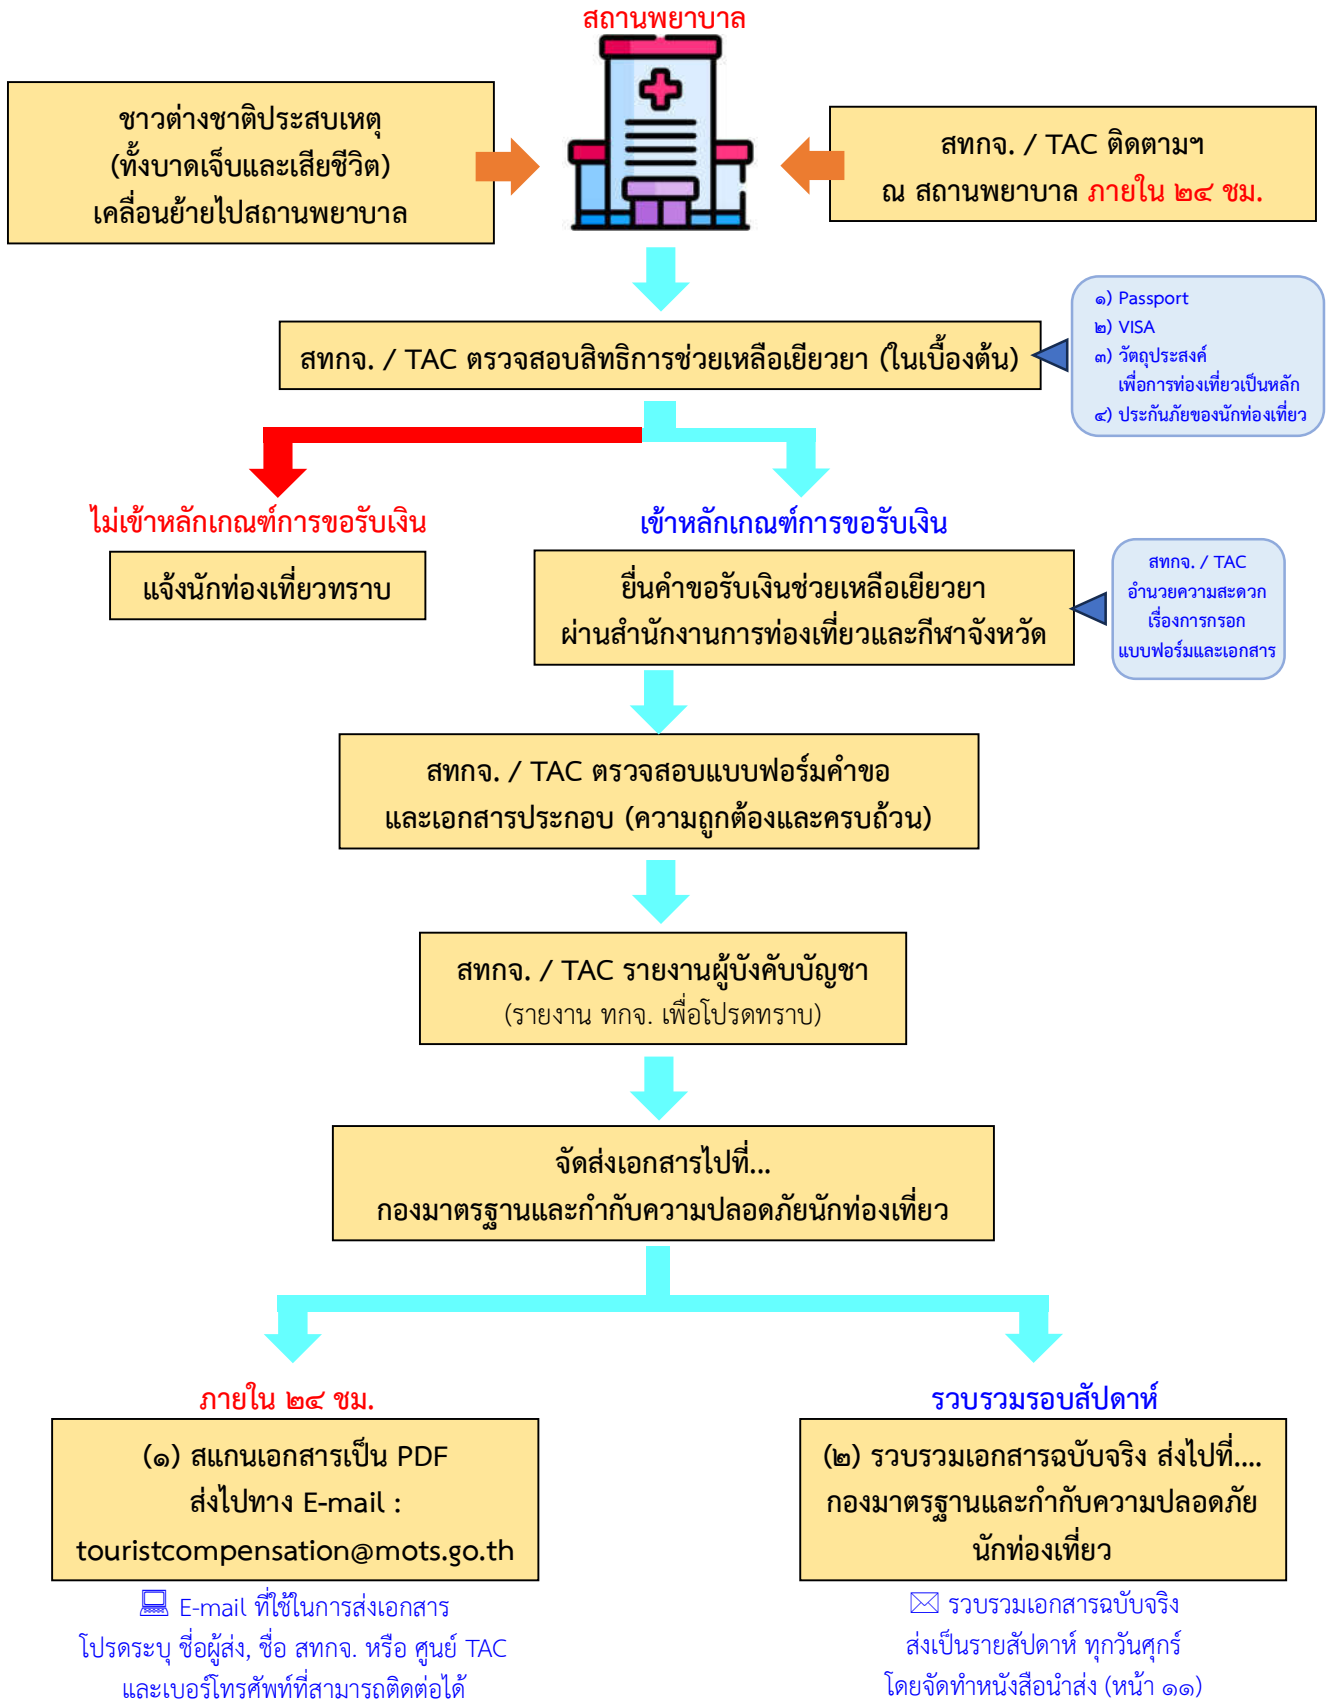 สถานพยาบาล
ชาวต่างชาติประสบเหตุ
(ทั้งบาดเจ็บและเสียชีวิต)
เคลื่อนย้ายไปสถานพยาบาล
สทกจ. / TAC ติดตามฯ
ณ สถานพยาบาล ภายใน ๒๔ ชม.
สทกจ. / TAC ตรวจสอบสิทธิการช่วยเหลือเยียวยา (ในเบื้องต้น)
๑) Passport
๒) VISA
๓) วัตถุประสงค์
เพื่อการท่องเที่ยวเป็นหลัก
๔) ประกันภัยของนักท่องเที่ยว
ไม่เข้าหลักเกณฑ์การขอรับเงิน
แจ้งนักท่องเที่ยวทราบ
เข้าหลักเกณฑ์การขอรับเงิน
ยื่นคำขอรับเงินช่วยเหลือเยียวยา
ผ่านสำนักงานการท่องเที่ยวและกีฬาจังหวัด
สทกจ. / TAC
อำนวยความสะดวก
เรื่องการกรอก
แบบฟอร์มและเอกสาร
สทกจ. / TAC ตรวจสอบแบบฟอร์มคำขอ
และเอกสารประกอบ (ความถูกต้องและครบถ้วน)
สทกจ. / TAC รายงานผู้บังคับบัญชา
(รายงาน ทกจ. เพื่อโปรดทราบ)
จัดส่งเอกสารไปที่...
กองมาตรฐานและกำกับความปลอดภัยนักท่องเที่ยว
ภายใน ๒๔ ชม.
(๑) สแกนเอกสารเป็น PDF
ส่งไปทาง E-mail :
touristcompensation@mots.go.th
E-mail ที่ใช้ในการส่งเอกสาร
โปรดระบุ ชื่อผู้ส่ง, ชื่อ สทกจ. หรือ ศูนย์ TAC
และเบอร์โทรศัพท์ที่สามารถติดต่อได้
รวบรวมรอบสัปดาห์
(๒) รวบรวมเอกสารฉบับจริง ส่งไปที่....
กองมาตรฐานและกำกับความปลอดภัย
นักท่องเที่ยว
รวบรวมเอกสารฉบับจริง
ส่งเป็นรายสัปดาห์ ทุกวันศุกร์
โดยจัดทำหนังสือนำส่ง (หน้า ๑๑)